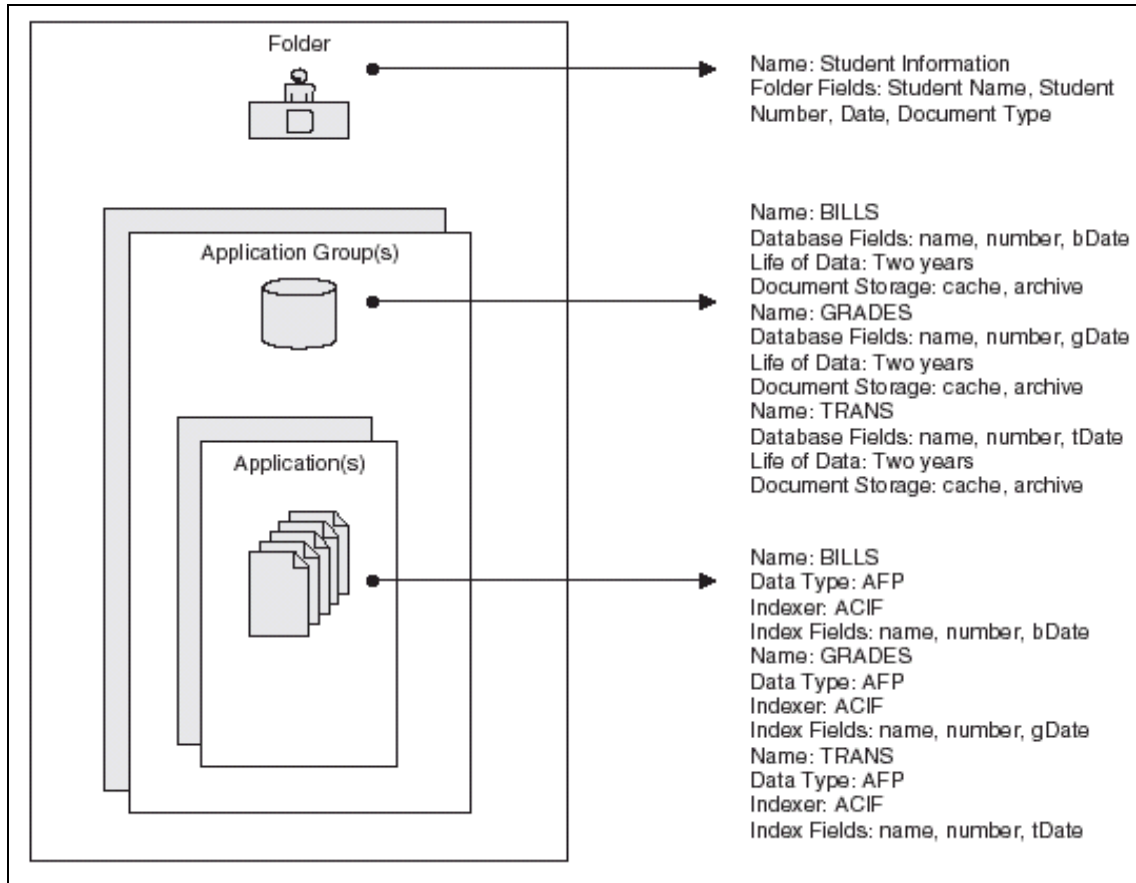 Folder
Name: Student Information
Folder Fields: Student Name, Student
Number, Date, Document Type
Application Group(s)
Name: BILLS
Database Fields: name, number, bDate
Life of Data: Two years
Document Storage: cache, archive
Name: GRADES
Database Fields: name, number, gDate
Life of Data: Two years
Document Storage: cache, archive
Name: TRANS
Database Fields: name, number, tDate
Life of Data: Two years
Document Storage: cache, archive
Application(s)
Name: BILLS
Data Type: AFP
Indexer: ACIF
Index Fields: name, number, bDate
Name: GRADES
Data Type: AFP
Indexer: ACIF
Index Fields: name, number, gDate
Name: TRANS
Data Type: AFP
Indexer: ACIF
Index Fields: name, number, tDate